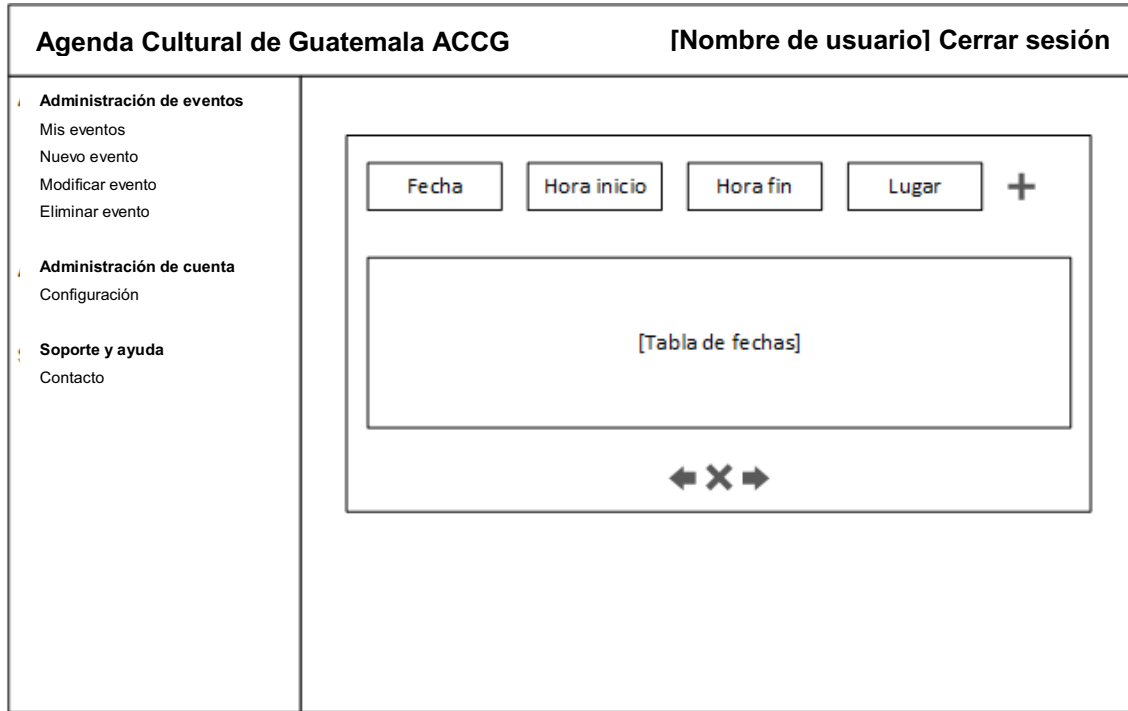 Agenda Cultural de Guatemala ACCG
[Nombre de usuario] Cerrar sesión
Administración de eventos
Mis eventos
Nuevo evento
Modificar evento
Eliminar evento
Administración de cuenta
Configuración
Soporte y ayuda
Contacto
Fecha
Hora inicio
Hora fin
Lugar
[Tabla de fechas]